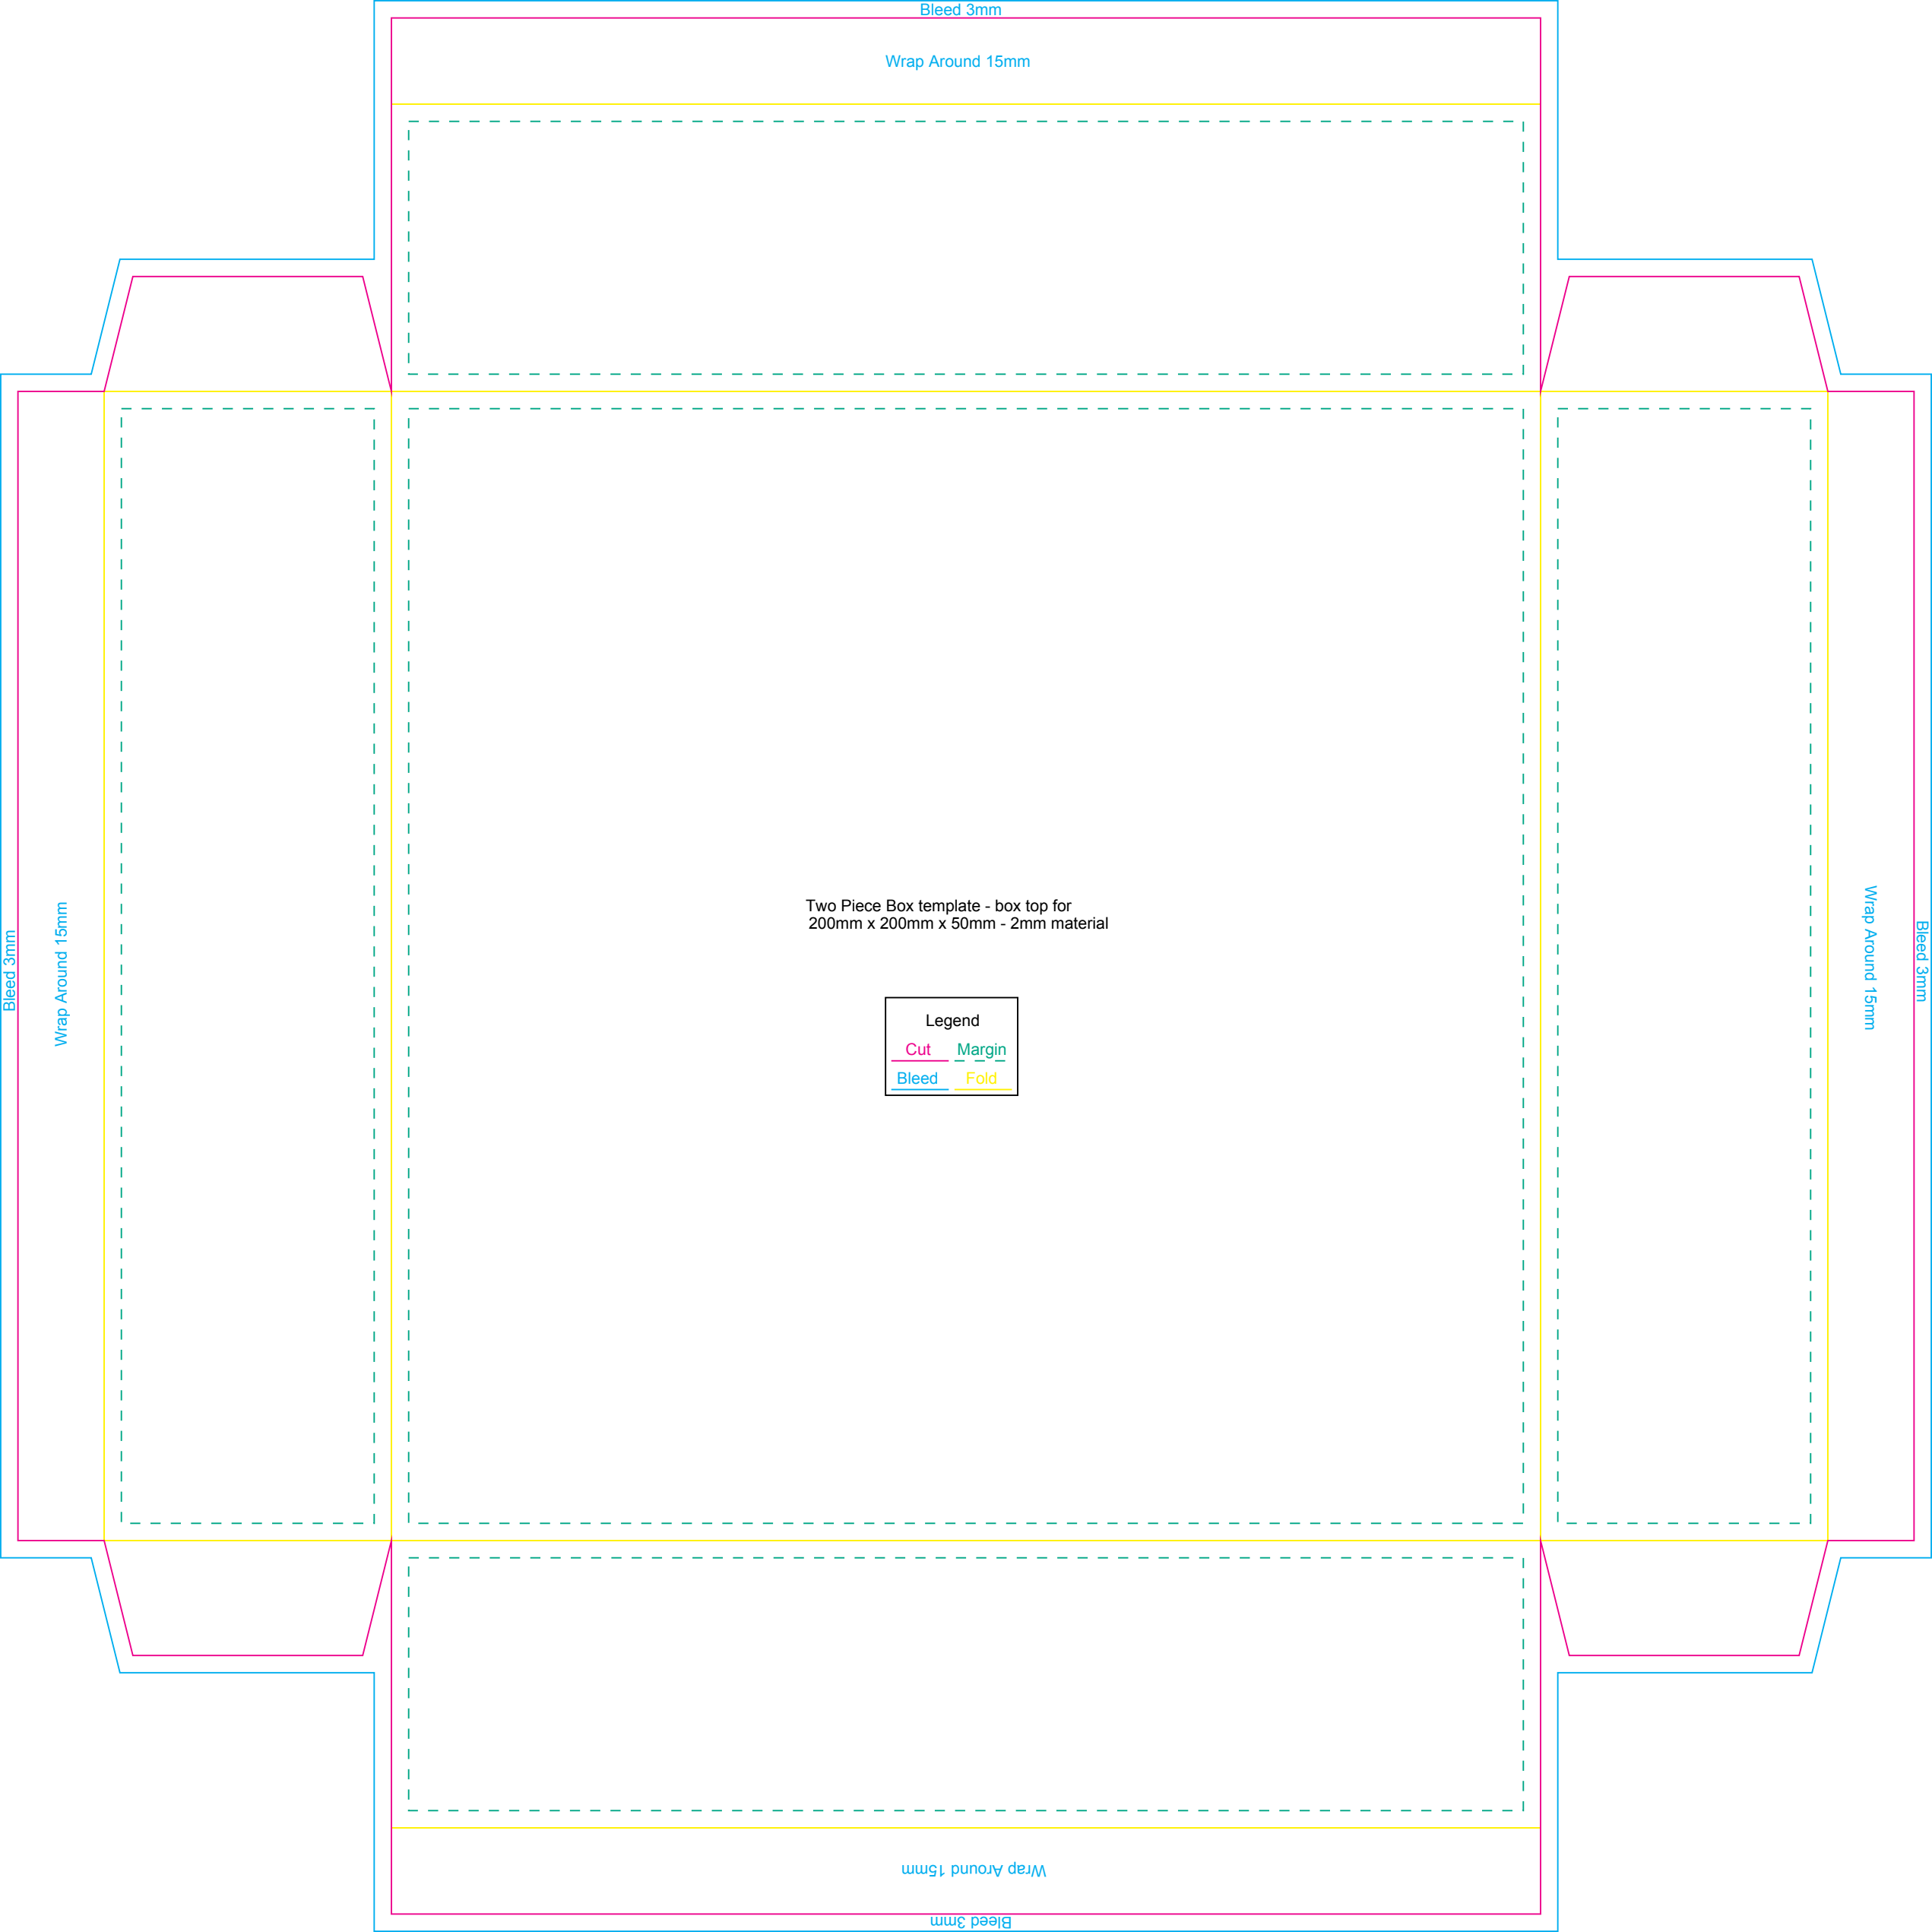 Bleed 3mm
Wrap Around 15mm
Bleed 3mm
Wrap Around 15mm
Two Piece Box template - box top for
200mm x 200mm x 50mm - 2mm material
Legend
Cut Margin
Bleed Fold
Wrap Around 15mm
Bleed 3mm
Wrap Around 15mm
Bleed 3mm